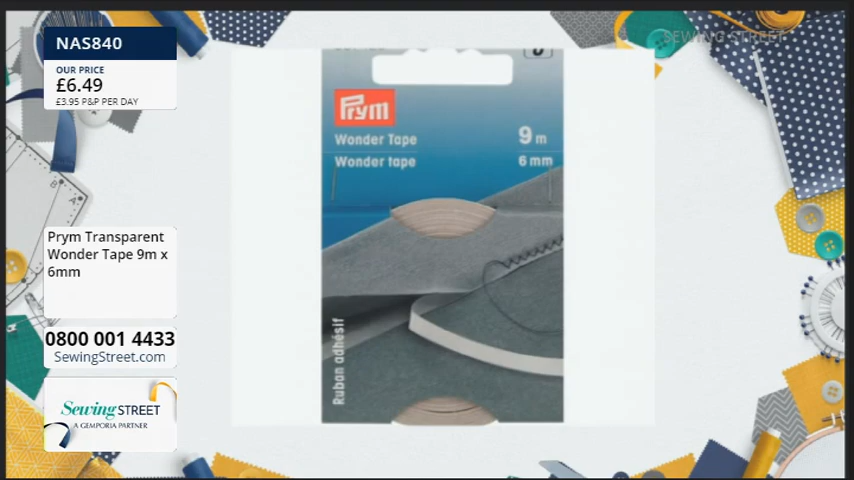 NAS840
OUR PRICE
£6.49
£3.95 P&P PER DAY
SEWING STREET
Prym
Wonder Tape
9 m
Wonder tape
6 mm
Ruban adhésif
Prym Transparent
Wonder Tape 9m x
6mm
0800 001 4433
SewingStreet.com
Sewing STREET
A GEMPORIA PARTNER
B
A